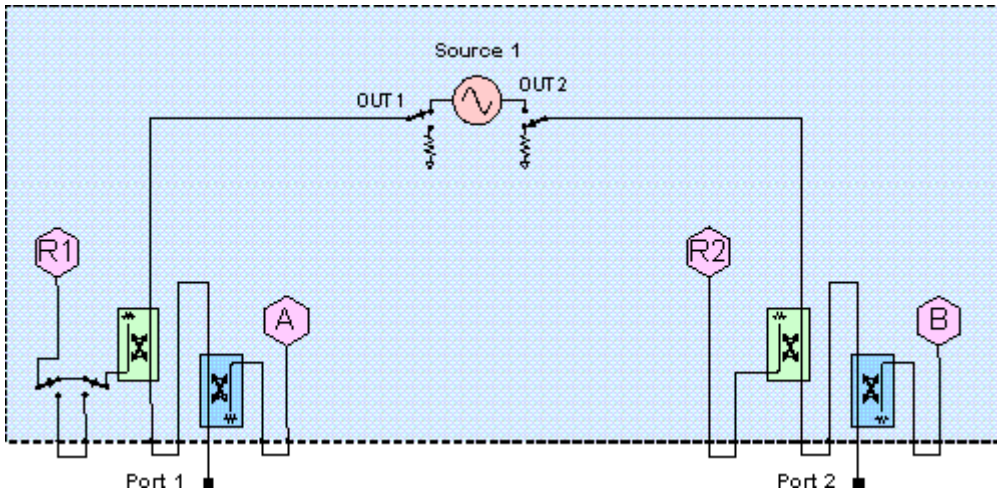 Source 1
OUT 1
OUT 2
R1
R2
A
B
Port 1
Port 2